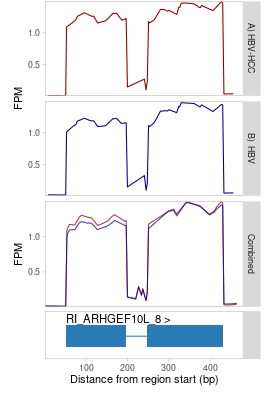 1.0
0.5
A) HBV-HCC
FPM
1.0
0.5
B) HBV
1.0
0.5
FPM
Combined
RI_ARHGEF10L_8 >
100 200 300 400
Distance from region start (bp)